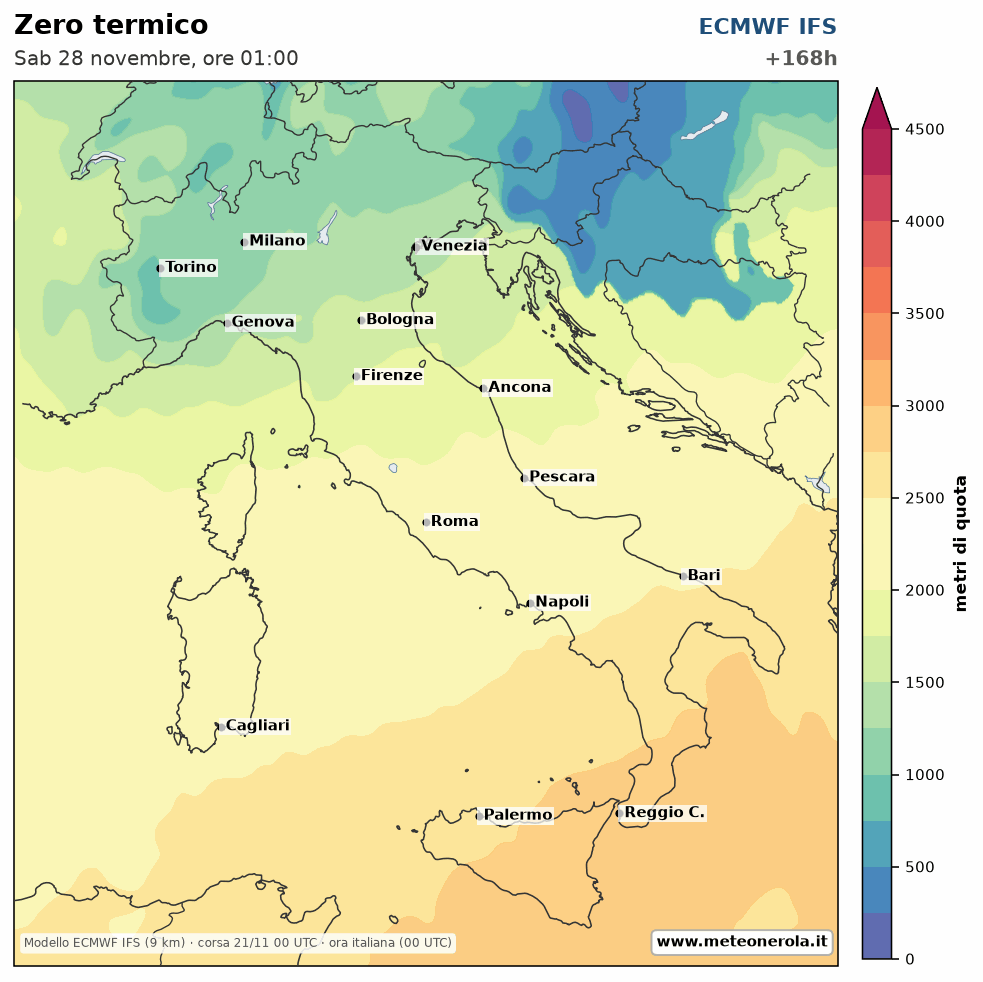 Zero termico
ECMWF IFS
Sab 28 novembre, ore 01:00
+168h
4500
4000
3500
3000
2500
2000
1500
1000
500
0
metri di quota
Milano
Venezia
Torino
Genova
Bologna
Firenze
Ancona
Pescara
Roma
Bari
Napoli
Cagliari
Palermo
Reggio C.
Modello ECMWF IFS (9 km) · corsa 21/11 00 UTC · ora italiana (00 UTC)
www.meteonerola.it